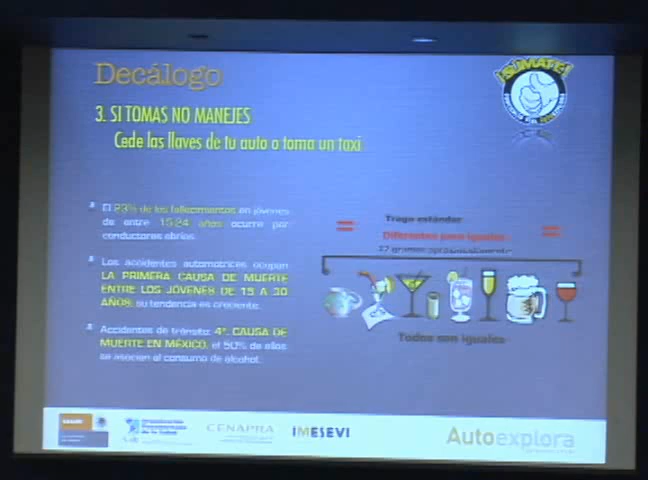 Decálogo
¡SÚMATE!
3. SI TOMAS NO MANEJES
Cede las llaves de tu auto o toma un taxi
El 23% de los fallecimientos en jóvenes
de entre 15-24 años ocurre por
conductores ebrios.
Los accidentes automotrices ocupan
LA PRIMERA CAUSA DE MUERTE
ENTRE LOS JÓVENES DE 15 A 30
AÑOS, su tendencia es creciente.
Accidentes de tránsito: 4ª. CAUSA DE
MUERTE EN MÉXICO, el 50% de ellos
se asocian al consumo de alcohol.
= Trago estándar =
Diferentes pero iguales
gramos aproximadamente
Todos son iguales
CENAPRA
IMESEVI
Autoexplora